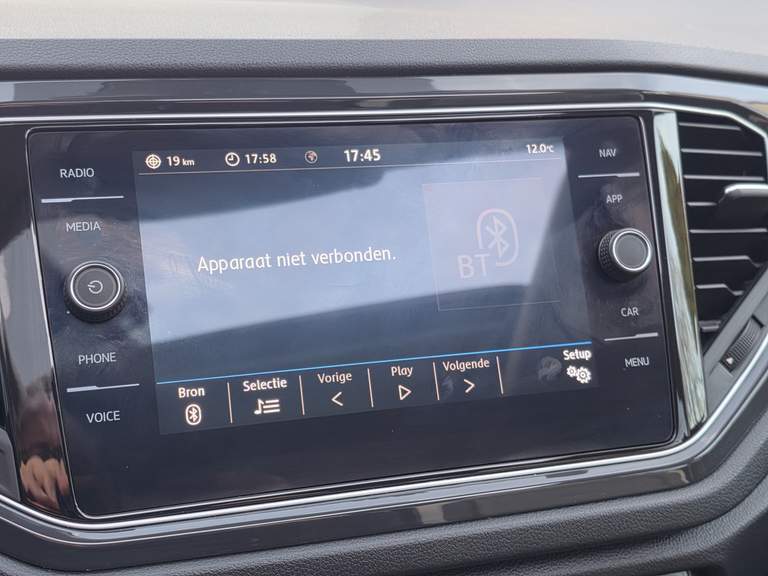 19 km 17:58 17:45 12.0°C
RADIO
MEDIA
PHONE
VOICE
Apparaat niet verbonden.
BT
Bron Selectie Vorige Play Volgende Setup
NAV
APP
CAR
MENU